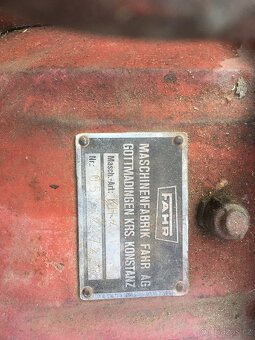 FAHR
MASCHINENFABRIK FAHR AG
GOTTMADINGEN KRS. KONSTANZ
Masch.-Art:
Nr.: